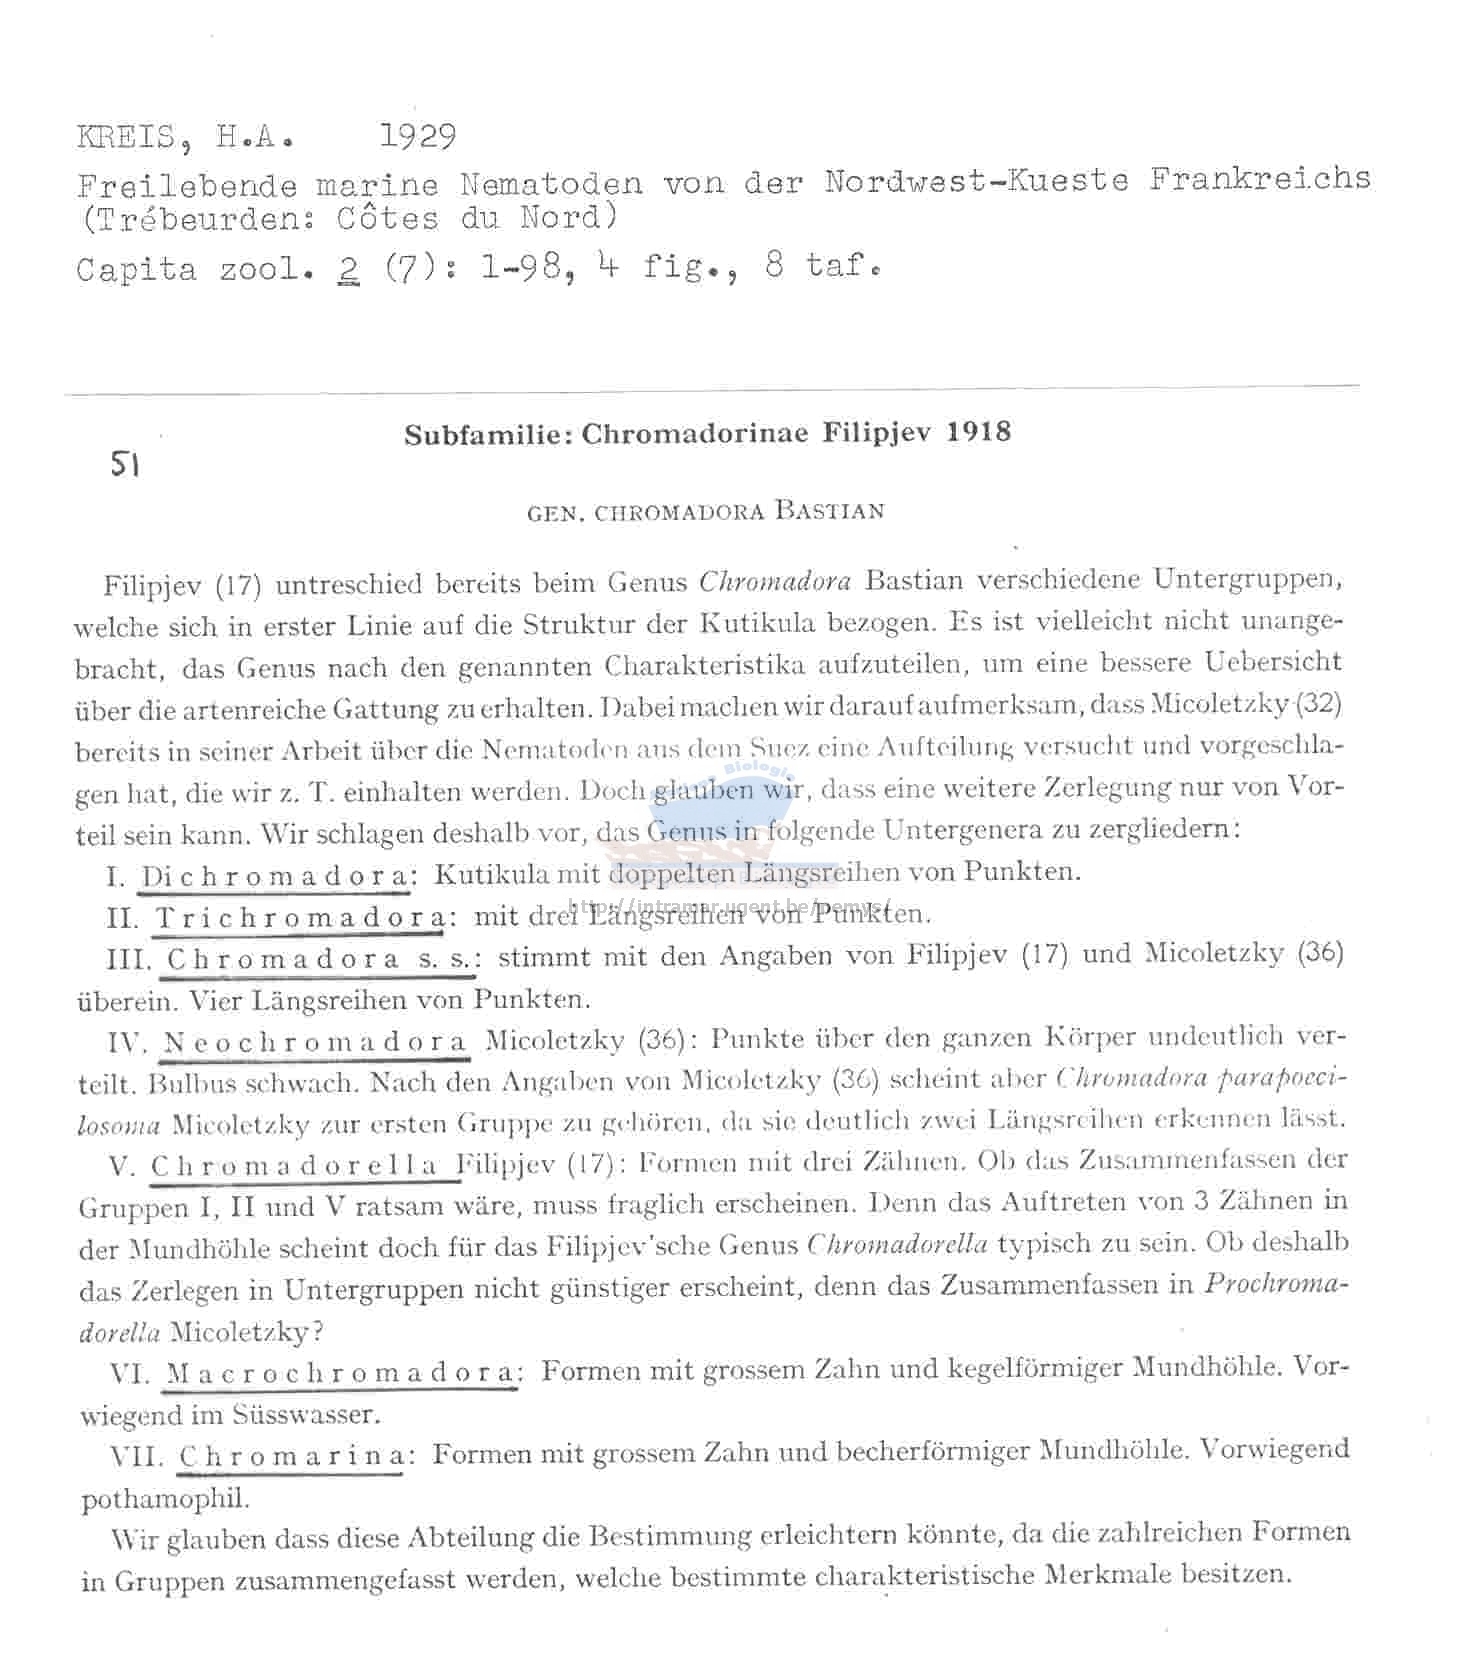 KREIS, H.A. 1929
Freilebende marine Nematoden von der Nordwest-Kueste Frankreichs
(Trébeurden: Côtes du Nord)
Capita zool. 2 (7): 1-98, 4 fig., 8 taf.
Subfamilie: Chromadorinae Filipjev 1918
51
GEN. CHROMADORA BASTIAN
Filipjev (17) untreschied bereits beim Genus Chromadora Bastian verschiedene Untergruppen,
welche sich in erster Linie auf die Struktur der Kutikula bezogen. Es ist vielleicht nicht unange-
bracht, das Genus nach den genannten Charakteristika aufzuteilen, um eine bessere Uebersicht
über die artenreiche Gattung zu erhalten. Dabei machen wir darauf aufmerksam, dass Micoletzky (32)
bereits in seiner Arbeit über die Nematoden aus dem Suez eine Aufteilung versucht und vorgeschla-
Biologie
gen hat, die wir z. T. einhalten werden. Doch glauben wir, dass eine weitere Zerlegung nur von Vor-
teil sein kann. Wir schlagen deshalb vor, das Genus in folgende Untergenera zu zergliedern:
I. Dichromadora: Kutikula mit doppelten Längsreihen von Punkten.
http://intramar.ugent.be/nemys/
II. Trichromadora: mit drei Längsreihen von Punkten.
III. Chromadora s. s.: stimmt mit den Angaben von Filipjev (17) und Micoletzky (36)
überein. Vier Längsreihen von Punkten.
IV. Neochromadora Micoletzky (36): Punkte über den ganzen Körper undeutlich ver-
teilt. Bulbus schwach. Nach den Angaben von Micoletzky (36) scheint aber Chromadora parapoeci-
losoma Micoletzky zur ersten Gruppe zu gehören, da sie deutlich zwei Längsreihen erkennen lässt.
V. Chromadorella Filipjev (17): Formen mit drei Zähnen. Ob das Zusammenfassen der
Gruppen I, II und V ratsam wäre, muss fraglich erscheinen. Denn das Auftreten von 3 Zähnen in
der Mundhöhle scheint doch für das Filipjev'sche Genus Chromadorella typisch zu sein. Ob deshalb
das Zerlegen in Untergruppen nicht günstiger erscheint, denn das Zusammenfassen in Prochroma-
dorella Micoletzky?
VI. Macrochromadora: Formen mit grossem Zahn und kegelförmiger Mundhöhle. Vor-
wiegend im Süsswasser.
VII. Chromarina: Formen mit grossem Zahn und becherförmiger Mundhöhle. Vorwiegend
pothamophil.
Wir glauben dass diese Abteilung die Bestimmung erleichtern könnte, da die zahlreichen Formen
in Gruppen zusammengefasst werden, welche bestimmte charakteristische Merkmale besitzen.